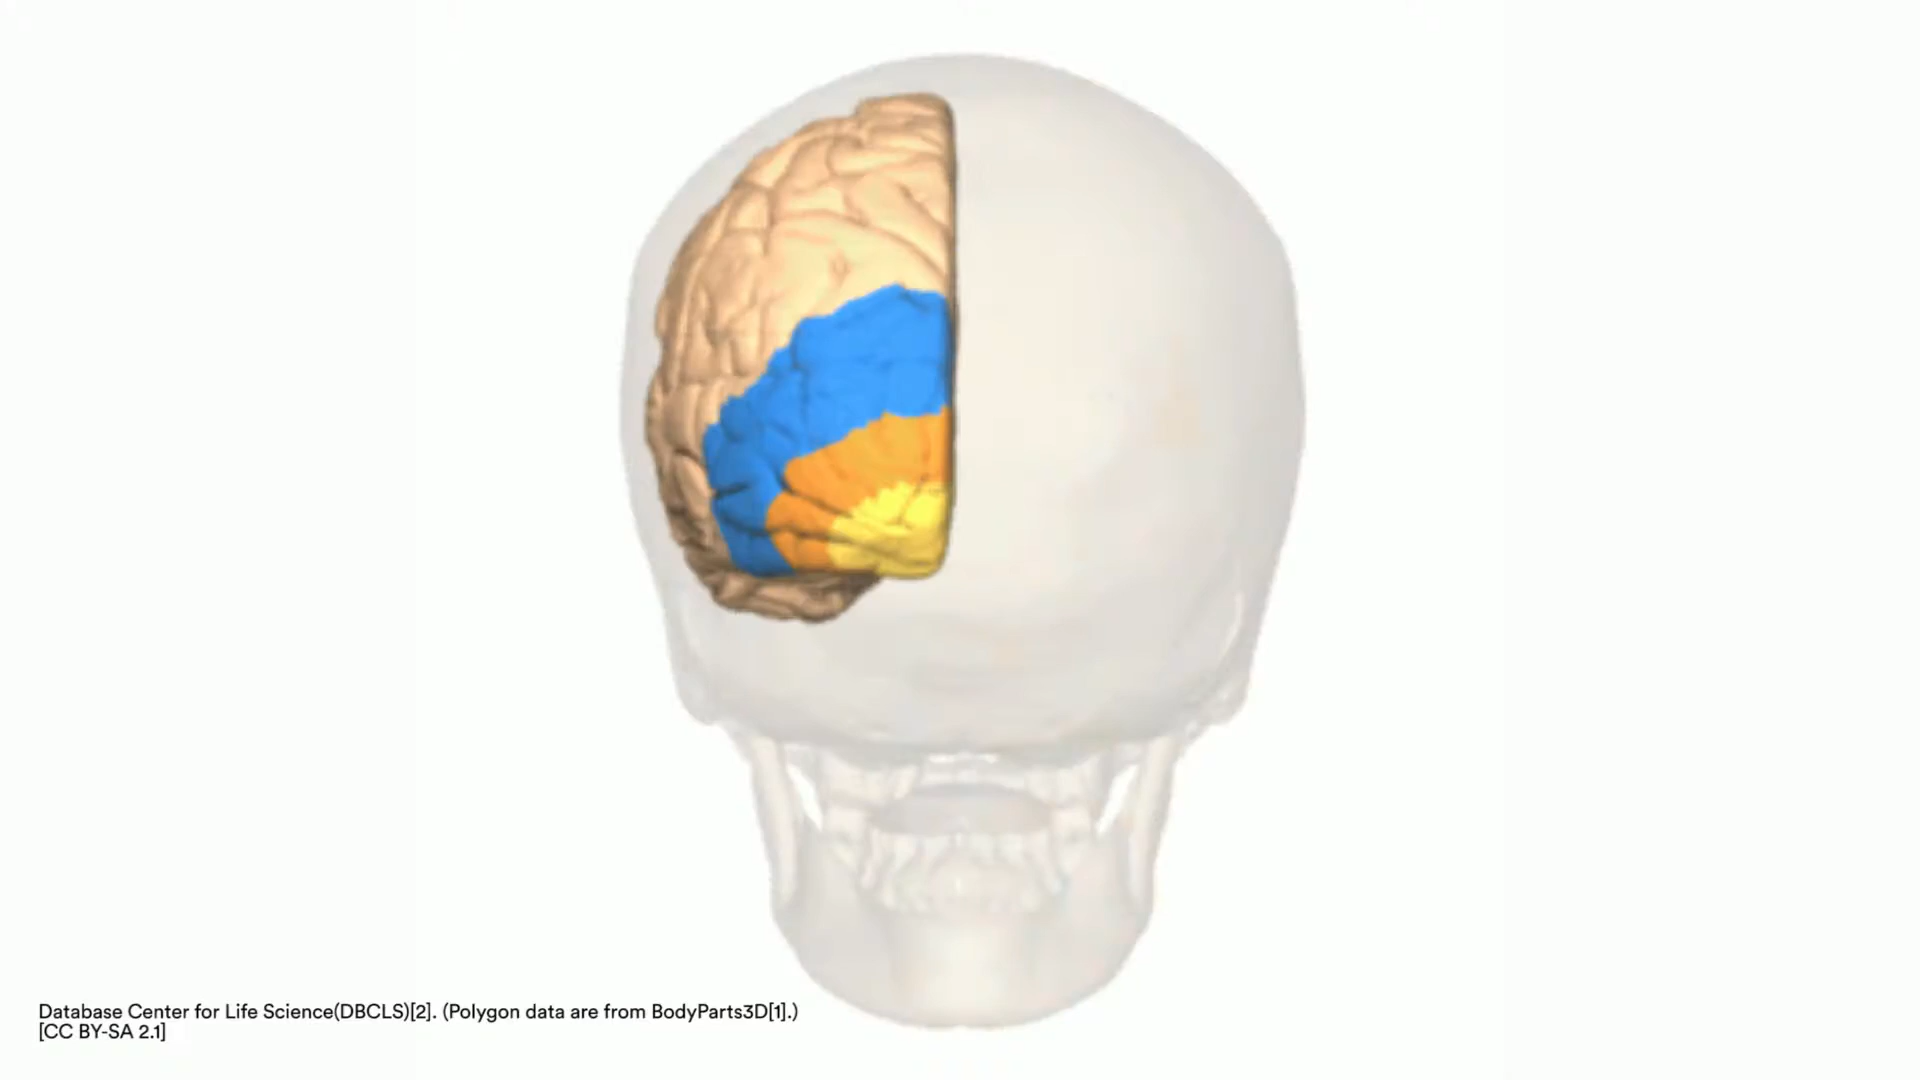 Database Center for Life Science(DBCLS)[2]. (Polygon data are from BodyParts3D[1].)
[CC BY-SA 2.1]